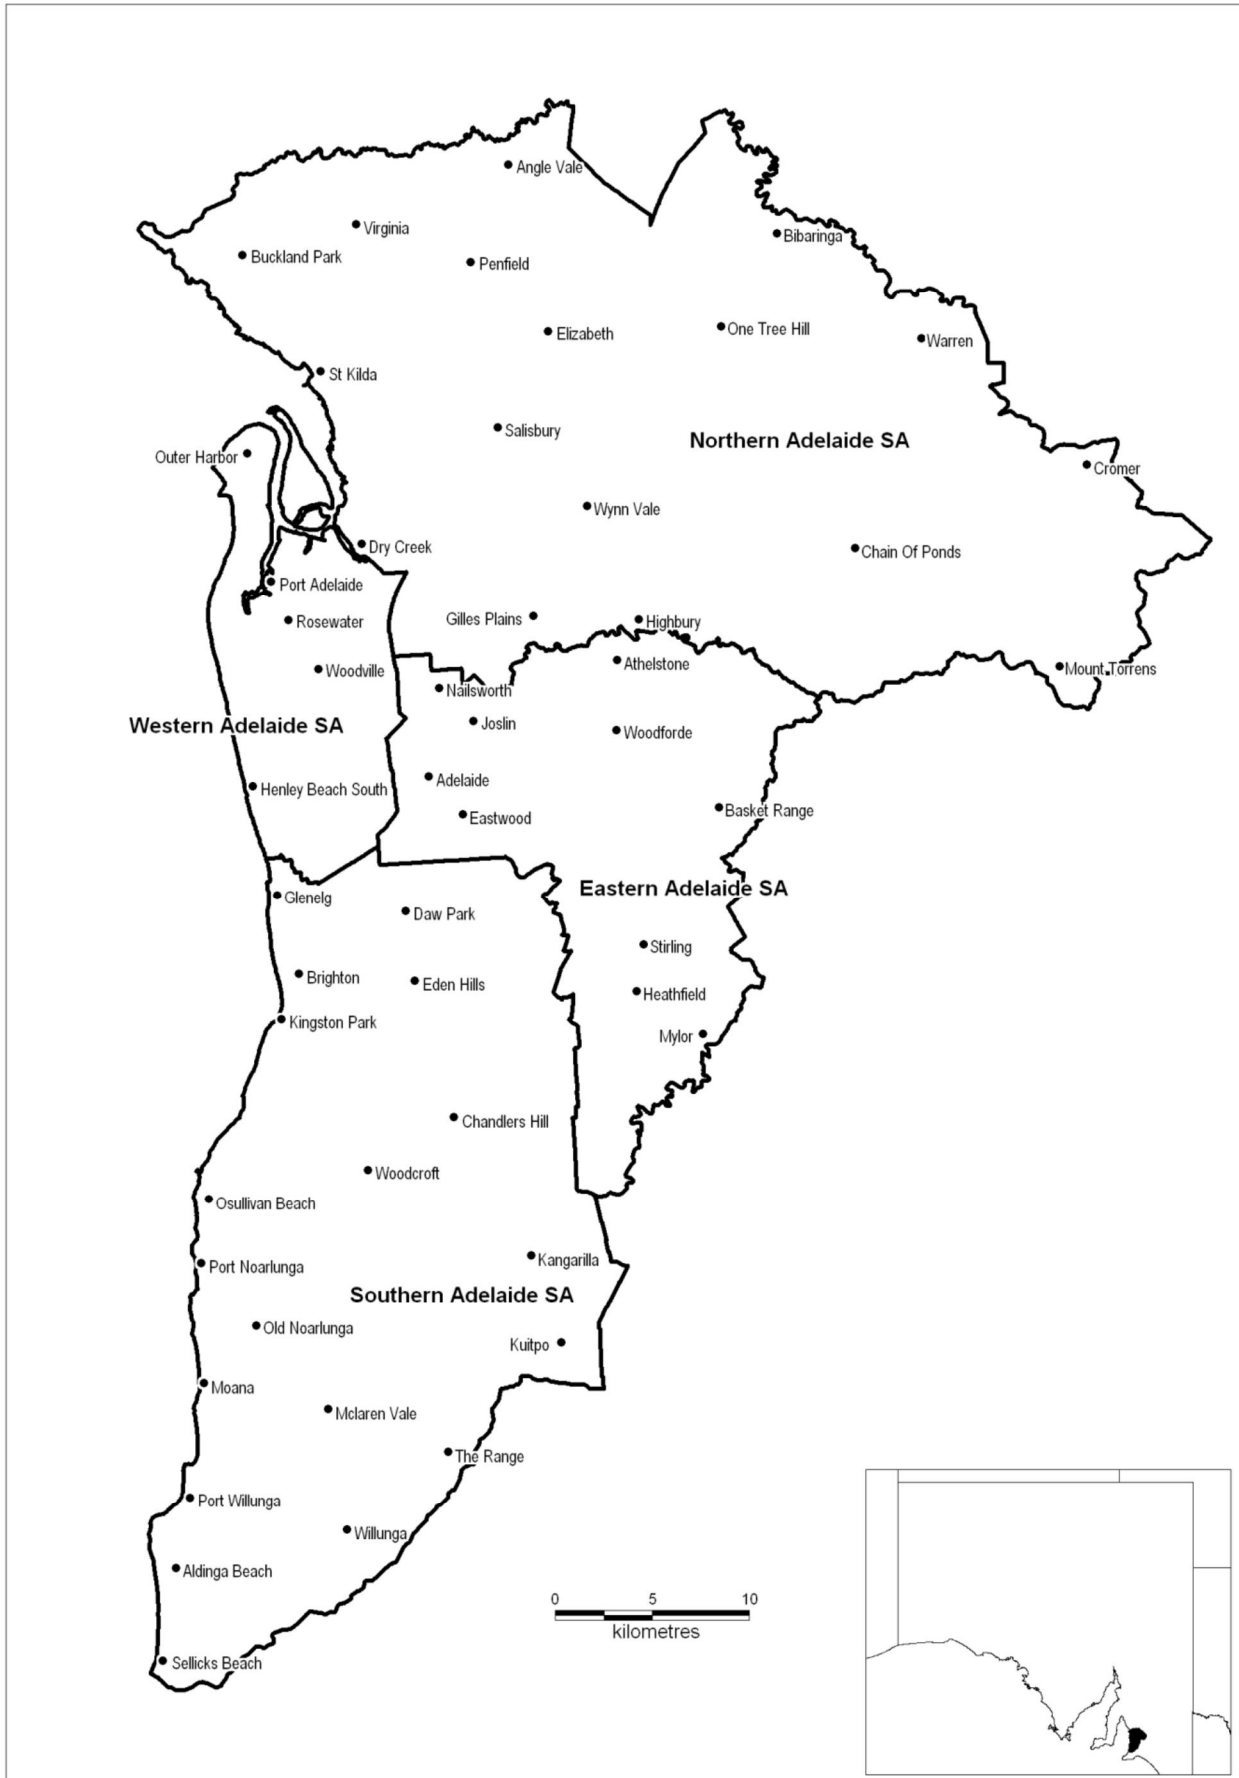 Angle Vale
Virginia
Bibaringa
Buckland Park
Penfield
One Tree Hill
Elizabeth
Warren
St Kilda
Salisbury
Northern Adelaide SA
Outer Harbor
Cromer
Wynn Vale
Dry Creek
Chain Of Ponds
Port Adelaide
Gilles Plains
Highbury
Rosewater
Athelstone
Mount Torrens
Woodville
Nailsworth
Joslin
Western Adelaide SA
Woodforde
Adelaide
Henley Beach South
Basket Range
Eastwood
Eastern Adelaide SA
Glenelg
Daw Park
Stirling
Brighton
Eden Hills
Heathfield
Kingston Park
Mylor
Chandlers Hill
Woodcroft
Osullivan Beach
Kangarilla
Port Noarlunga
Southern Adelaide SA
Old Noarlunga
Kuitpo
Moana
Mclaren Vale
The Range
Port Willunga
Willunga
Aldinga Beach
0 5 10
kilometres
Sellicks Beach